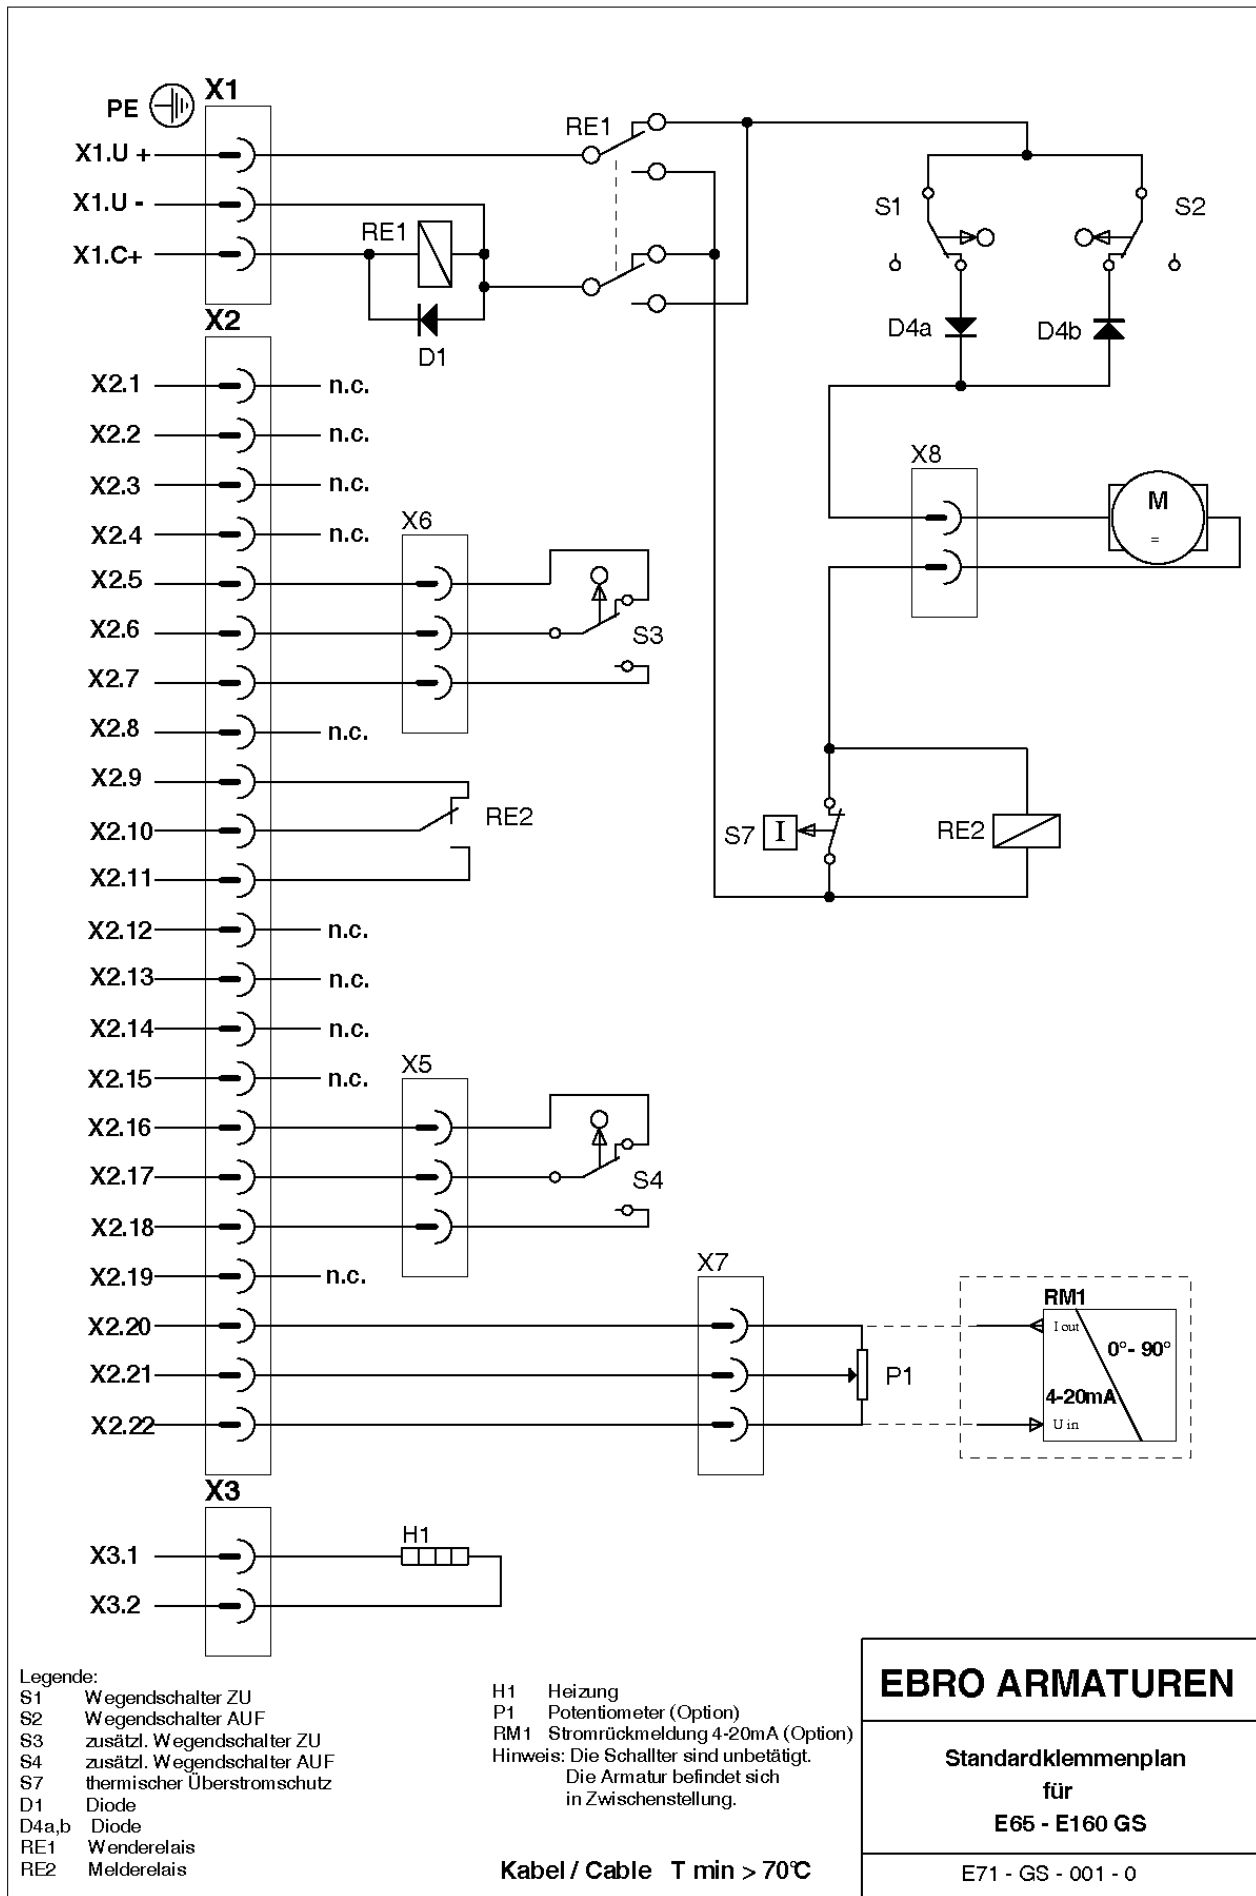 PE
X1
X1.U +
X1.U -
X1.C+
RE1
RE1
D1
S1
S2
D4a
D4b
X2
X2.1 n.c.
X2.2 n.c.
X2.3 n.c.
X2.4 n.c.
X2.5
X2.6
X2.7
X2.8 n.c.
X2.9
X2.10
X2.11
X2.12 n.c.
X2.13 n.c.
X2.14 n.c.
X2.15 n.c.
X2.16
X2.17
X2.18
X2.19 n.c.
X2.20
X2.21
X2.22
X6
S3
RE2
X8
M
=
S7
I
RE2
X5
S4
X7
P1
RM1
I out
0°- 90°
4-20mA
U in
X3
X3.1
X3.2
H1
Legende:
S1 Wegendschalter ZU
S2 Wegendschalter AUF
S3 zusätzl. Wegendschalter ZU
S4 zusätzl. Wegendschalter AUF
S7 thermischer Überstromschutz
D1 Diode
D4a,b Diode
RE1 Wenderelais
RE2 Melderelais
H1 Heizung
P1 Potentiometer (Option)
RM1 Stromrückmeldung 4-20mA (Option)
Hinweis: Die Schallter sind unbetätigt.
Die Armatur befindet sich
in Zwischenstellung.
Kabel / Cable T min > 70°C
EBRO ARMATUREN
Standardklemmenplan
für
E65 - E160 GS
E71 - GS - 001 - 0